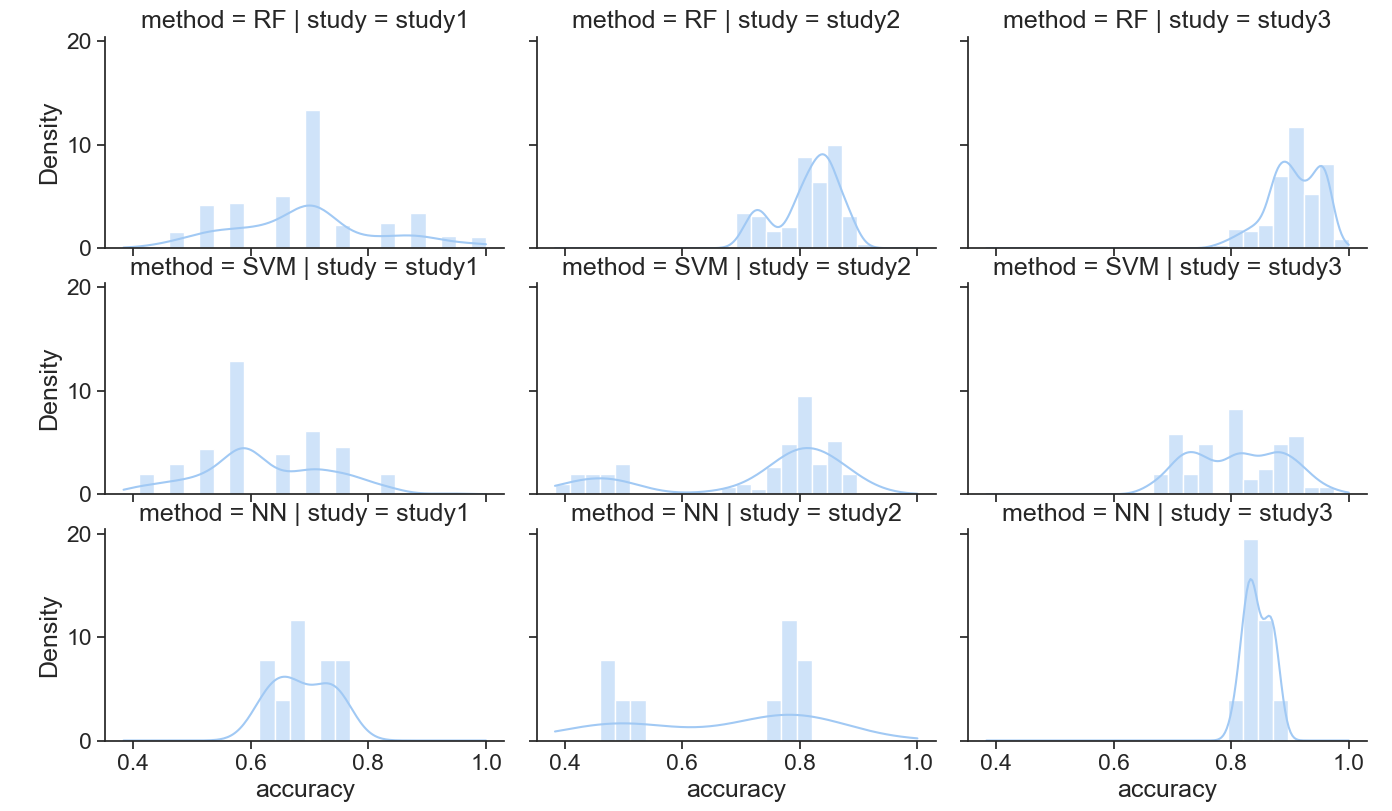 method = RF | study = study1
method = RF | study = study2
method = RF | study = study3
20
10
0
Density
method = SVM | study = study1
method = SVM | study = study2
method = SVM | study = study3
20
10
0
Density
method = NN | study = study1
method = NN | study = study2
method = NN | study = study3
20
10
0
Density
0.4 0.6 0.8 1.0
0.4 0.6 0.8 1.0
0.4 0.6 0.8 1.0
accuracy
accuracy
accuracy